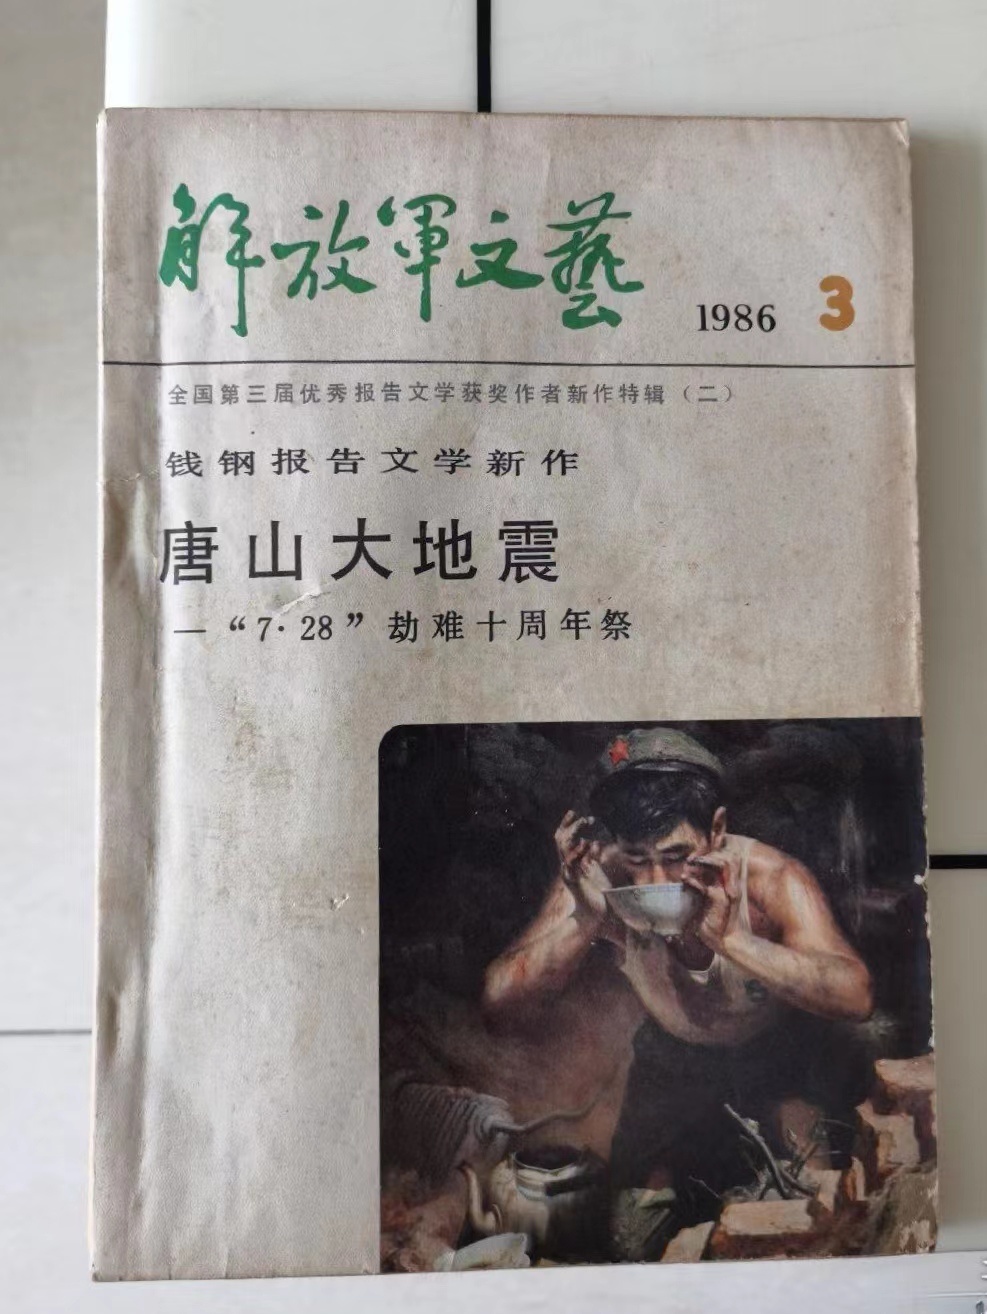 解放军文藝
1986 3
全国第三届优秀报告文学获奖作者新作特辑（二）
钱钢报告文学新作
唐山大地震
—“7·28”劫难十周年祭